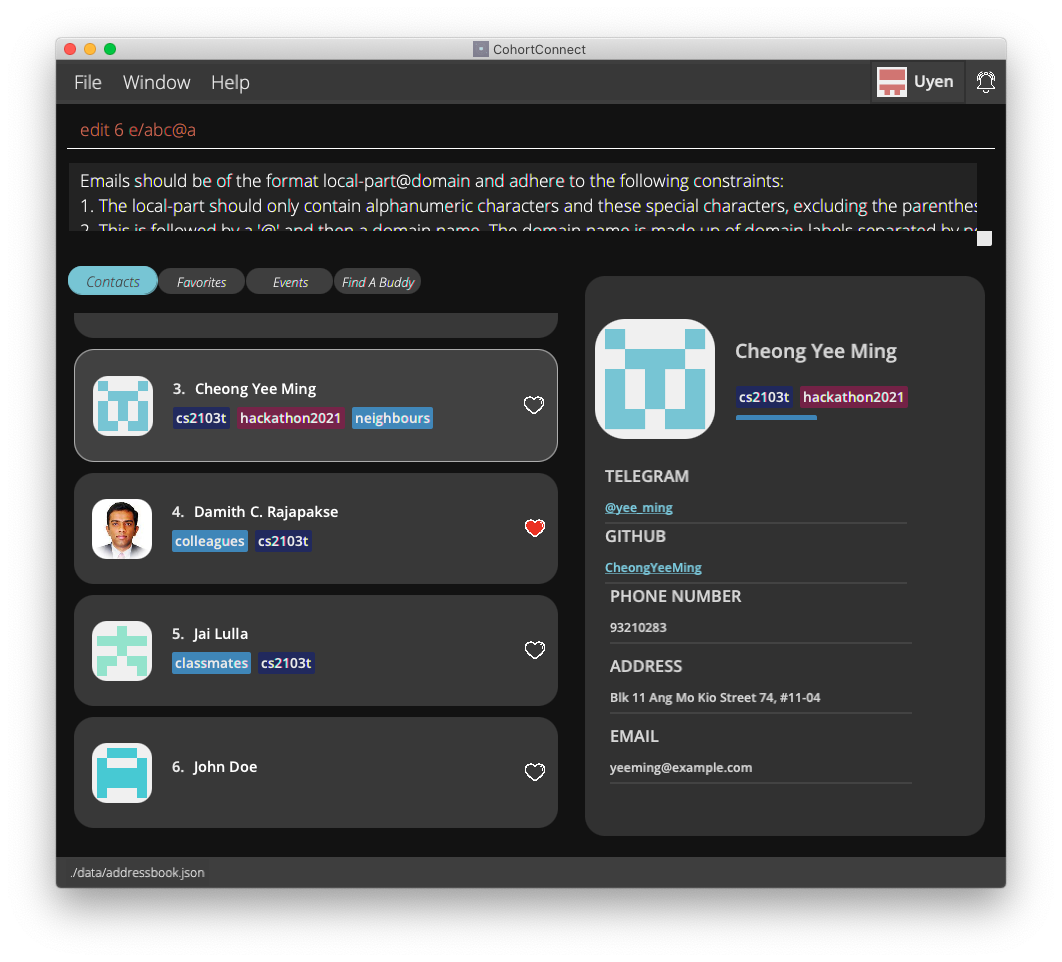 CohortConnect
File Window Help Uyen
edit 6 e/abc@a
Emails should be of the format local-part@domain and adhere to the following constraints:
1. The local-part should only contain alphanumeric characters and these special characters, excluding the parenthes
2. This is followed by a '@' and then a domain name. The domain name is made up of domain labels separated by pe
Contacts Favorites Events Find A Buddy
3. Cheong Yee Ming
cs2103t hackathon2021 neighbours
4. Damith C. Rajapakse
colleagues cs2103t
5. Jai Lulla
classmates cs2103t
6. John Doe
Cheong Yee Ming
cs2103t hackathon2021
TELEGRAM
@yee_ming
GITHUB
CheongYeeMing
PHONE NUMBER
93210283
ADDRESS
Blk 11 Ang Mo Kio Street 74, #11-04
EMAIL
yeeming@example.com
./data/addressbook.json